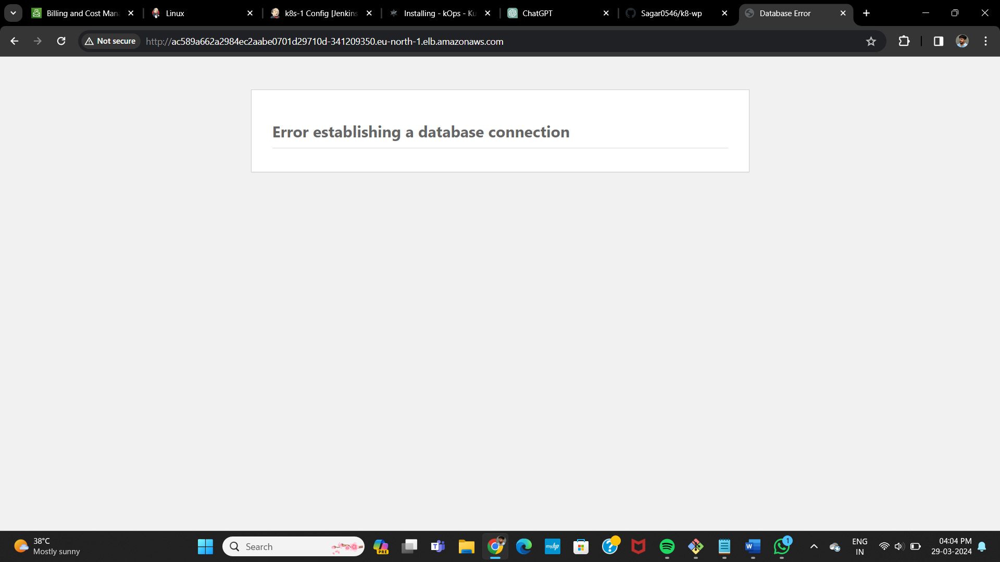 Billing and Cost Mana
Linux
k8s-1 Config [Jenkins
Installing - kOps - Ku
ChatGPT
Sagar0546/k8-wp
Database Error
Not secure
http://ac589a662a2984ec2aabe0701d29710d-341209350.eu-north-1.elb.amazonaws.com
Error establishing a database connection
38°C
Mostly sunny
Search
PRE
T
myhp
?
W
1
ENG
IN
04:04 PM
29-03-2024